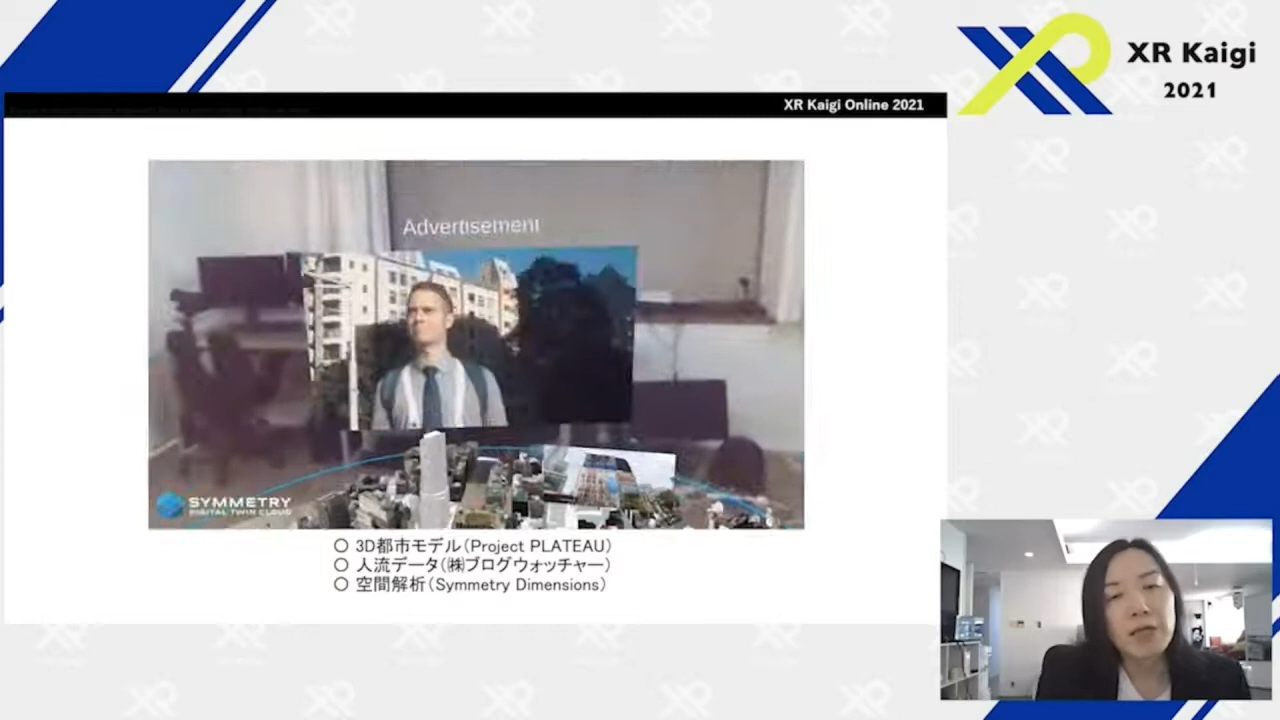 XR Kaigi
2021
XR Kaigi Online 2021
Advertisement
SYMMETRY
DIGITAL TWIN CLOUD
○ 3D都市モデル（Project PLATEAU）
○ 人流データ（㈱ブログウォッチャー）
○ 空間解析（Symmetry Dimensions）